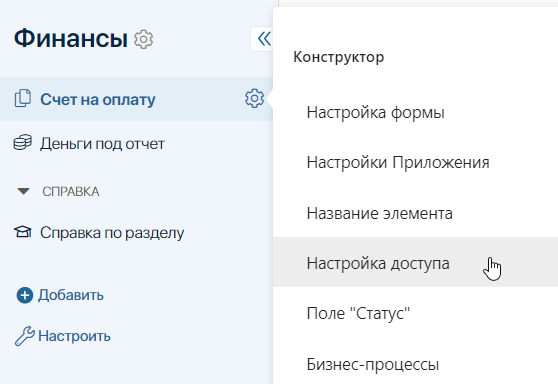 Финансы
Счет на оплату
Деньги под отчет
СПРАВКА
Справка по разделу
Добавить
Настроить
Конструктор
Настройка формы
Настройки Приложения
Название элемента
Настройка доступа
Поле "Статус"
Бизнес-процессы